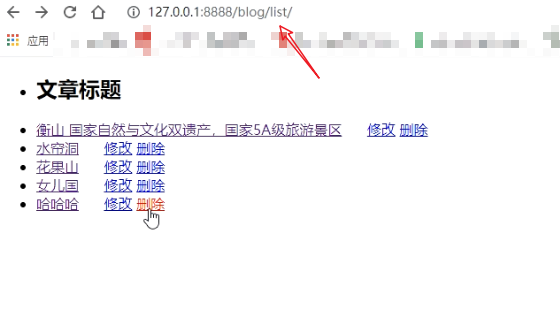 127.0.0.1:8888/blog/list/
应用
文章标题
衡山 国家自然与文化双遗产，国家5A级旅游景区 修改 删除
水帘洞 修改 删除
花果山 修改 删除
女儿国 修改 删除
哈哈哈 修改 删除